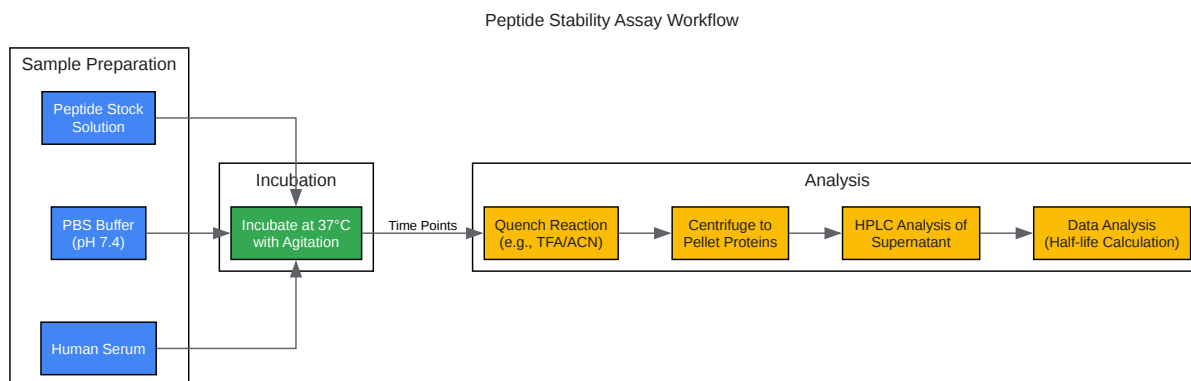 Peptide Stability Assay Workflow
Sample Preparation
Peptide Stock
Solution
PBS Buffer
(pH 7.4)
Human Serum
Incubation
Incubate at 37°C
with Agitation
Time Points
Analysis
Quench Reaction
(e.g., TFA/ACN)
Centrifuge to
Pellet Proteins
HPLC Analysis of
Supernatant
Data Analysis
(Half-life Calculation)